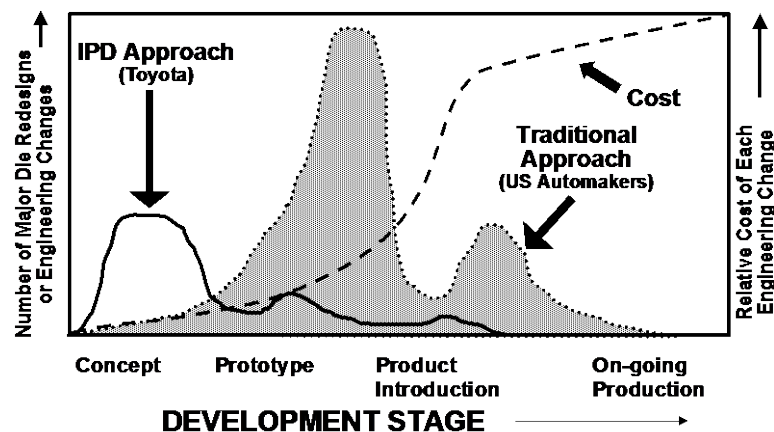 Number of Major Die Redesigns
or Engineering Changes
IPD Approach
(Toyota)
Cost
Traditional
Approach
(US Automakers)
Relative Cost of Each
Engineering Change
Concept
Prototype
Product
Introduction
On-going
Production
DEVELOPMENT STAGE